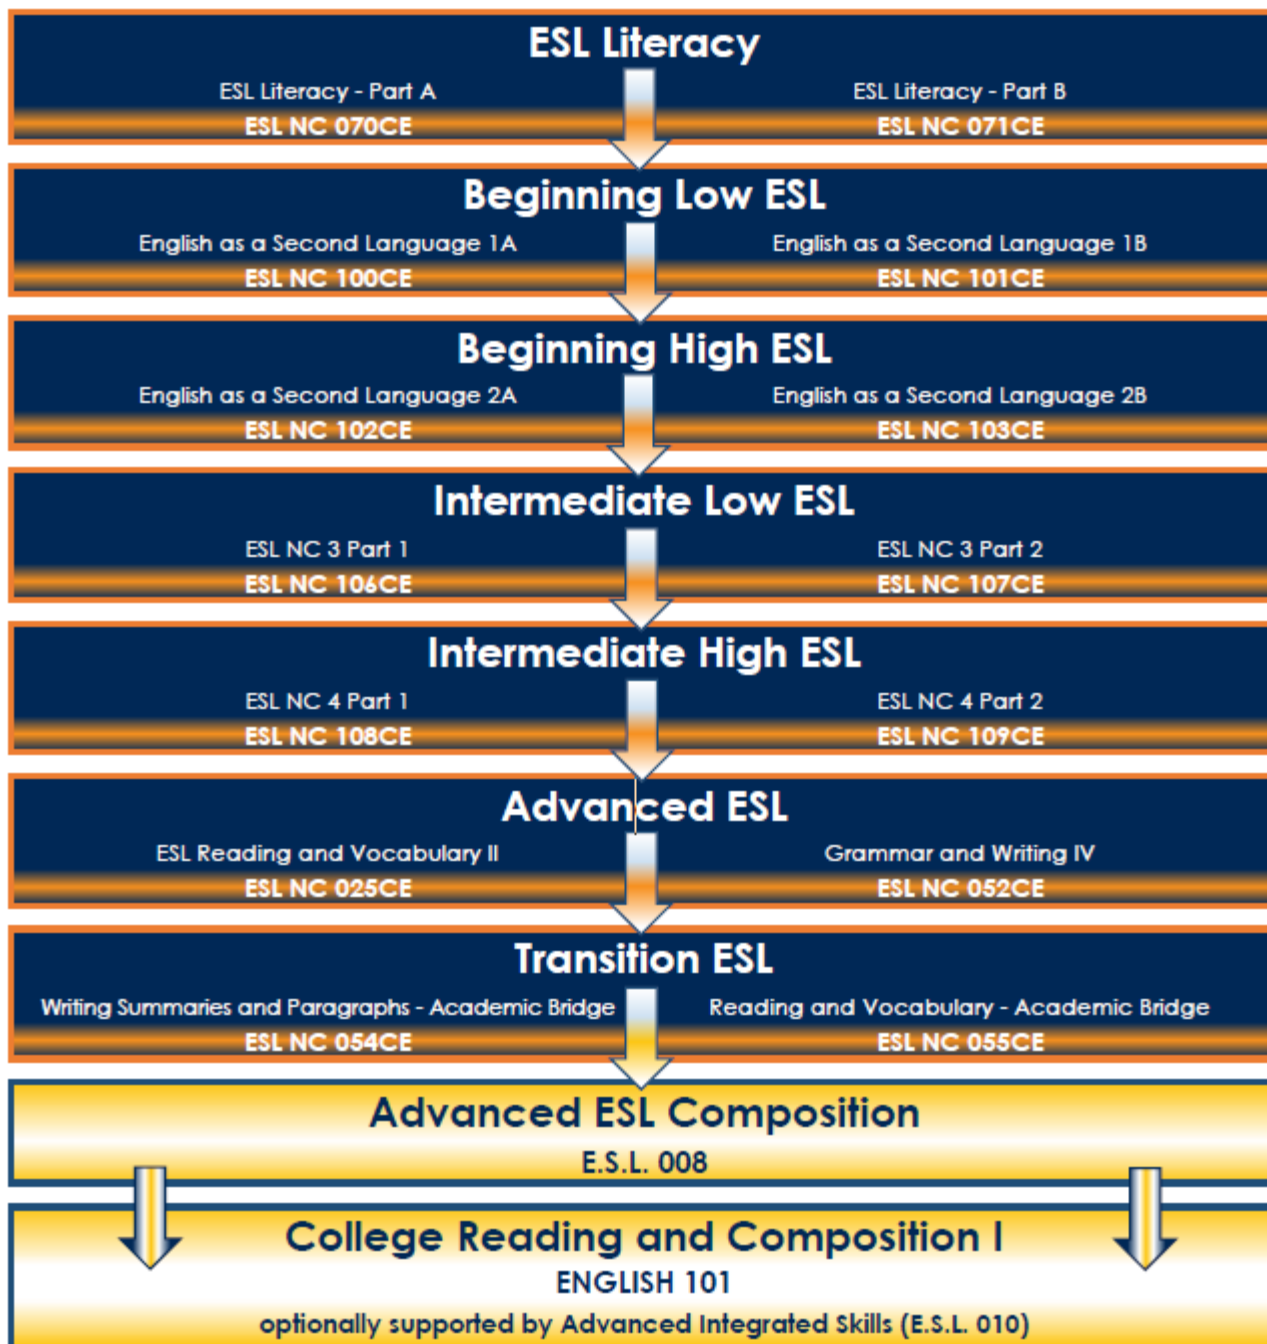 ESL Literacy
ESL Literacy - Part A
ESL Literacy - Part B
ESL NC 070CE
ESL NC 071CE
Beginning Low ESL
English as a Second Language 1A
English as a Second Language 1B
ESL NC 100CE
ESL NC 101CE
Beginning High ESL
English as a Second Language 2A
English as a Second Language 2B
ESL NC 102CE
ESL NC 103CE
Intermediate Low ESL
ESL NC 3 Part 1
ESL NC 3 Part 2
ESL NC 106CE
ESL NC 107CE
Intermediate High ESL
ESL NC 4 Part 1
ESL NC 4 Part 2
ESL NC 108CE
ESL NC 109CE
Advanced ESL
ESL Reading and Vocabulary II
Grammar and Writing IV
ESL NC 025CE
ESL NC 052CE
Transition ESL
Writing Summaries and Paragraphs - Academic Bridge
Reading and Vocabulary - Academic Bridge
ESL NC 054CE
ESL NC 055CE
Advanced ESL Composition
E.S.L. 008
College Reading and Composition I
ENGLISH 101
optionally supported by Advanced Integrated Skills (E.S.L. 010)